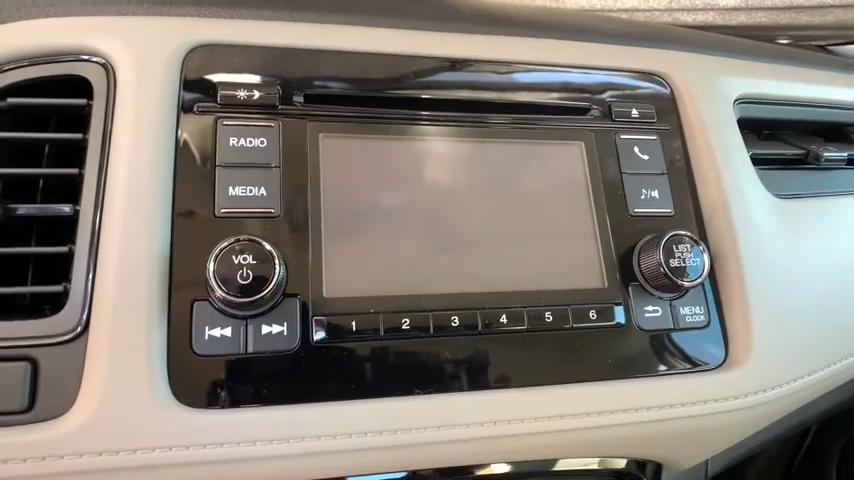 RADIO
MEDIA
VOL
1 2 3 4 5 6
LIST
PUSH
SELECT
MENU
CLOCK